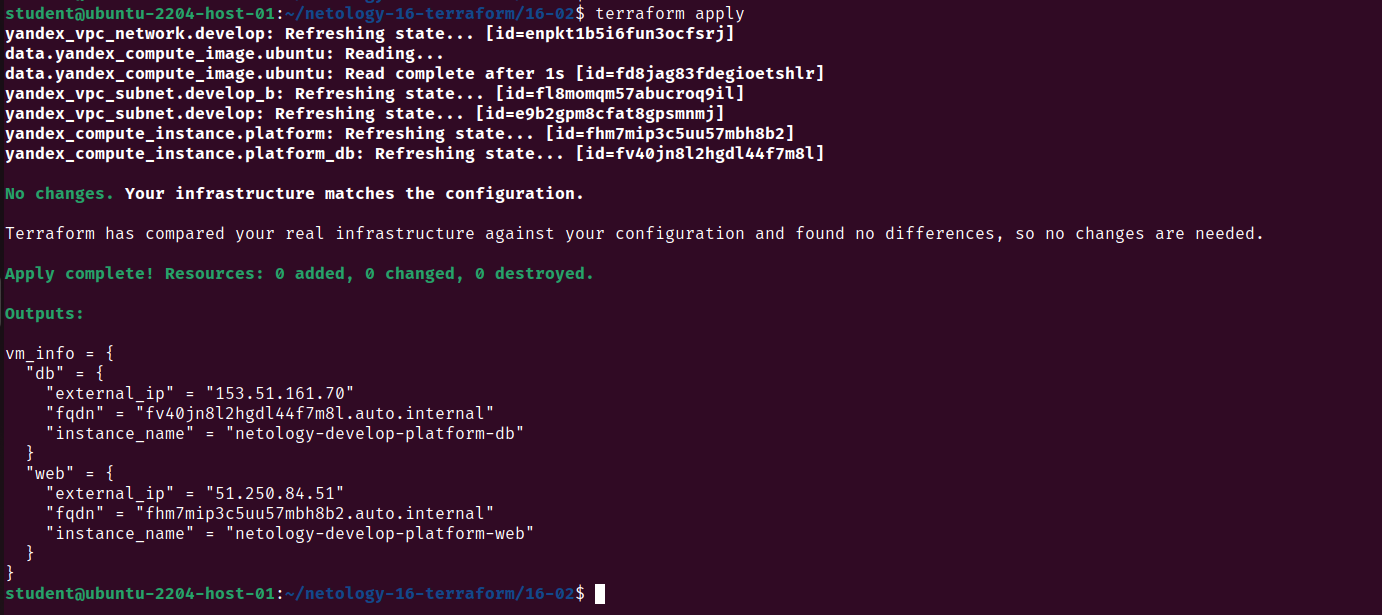 student@ubuntu-2204-host-01:~/netology-16-terraform/16-02$ terraform apply
yandex_vpc_network.develop: Refreshing state... [id=enpkt1b5i6fun3ocfsrj]
data.yandex_compute_image.ubuntu: Reading...
data.yandex_compute_image.ubuntu: Read complete after 1s [id=fd8jag83fdegioetshlr]
yandex_vpc_subnet.develop_b: Refreshing state... [id=fl8momqm57abucroq9il]
yandex_vpc_subnet.develop: Refreshing state... [id=e9b2gpm8cfat8gpsmnmj]
yandex_compute_instance.platform: Refreshing state... [id=fhm7mip3c5uu57mbh8b2]
yandex_compute_instance.platform_db: Refreshing state... [id=fv40jn8l2hgdl44f7m8l]
No changes. Your infrastructure matches the configuration.
Terraform has compared your real infrastructure against your configuration and found no differences, so no changes are needed.
Apply complete! Resources: 0 added, 0 changed, 0 destroyed.
Outputs:
vm_info = {
  "db" = {
    "external_ip" = "153.51.161.70"
    "fqdn" = "fv40jn8l2hgdl44f7m8l.auto.internal"
    "instance_name" = "netology-develop-platform-db"
  }
  "web" = {
    "external_ip" = "51.250.84.51"
    "fqdn" = "fhm7mip3c5uu57mbh8b2.auto.internal"
    "instance_name" = "netology-develop-platform-web"
  }
}
student@ubuntu-2204-host-01:~/netology-16-terraform/16-02$